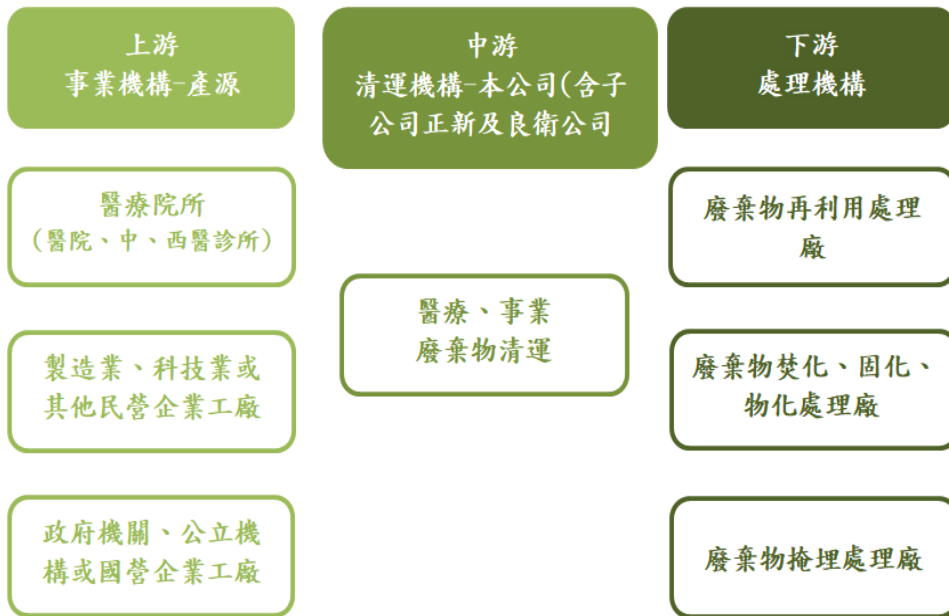 上游
事業機構-產源
醫療院所
(醫院、中、西醫診所)
製造業、科技業或
其他民營企業工廠
政府機關、公立機
構或國營企業工廠
中游
清運機構-本公司(含子
公司正新及良衛公司
醫療、事業
廢棄物清運
下游
處理機構
廢棄物再利用處理
廠
廢棄物焚化、固化、
物化處理廠
廢棄物掩埋處理廠